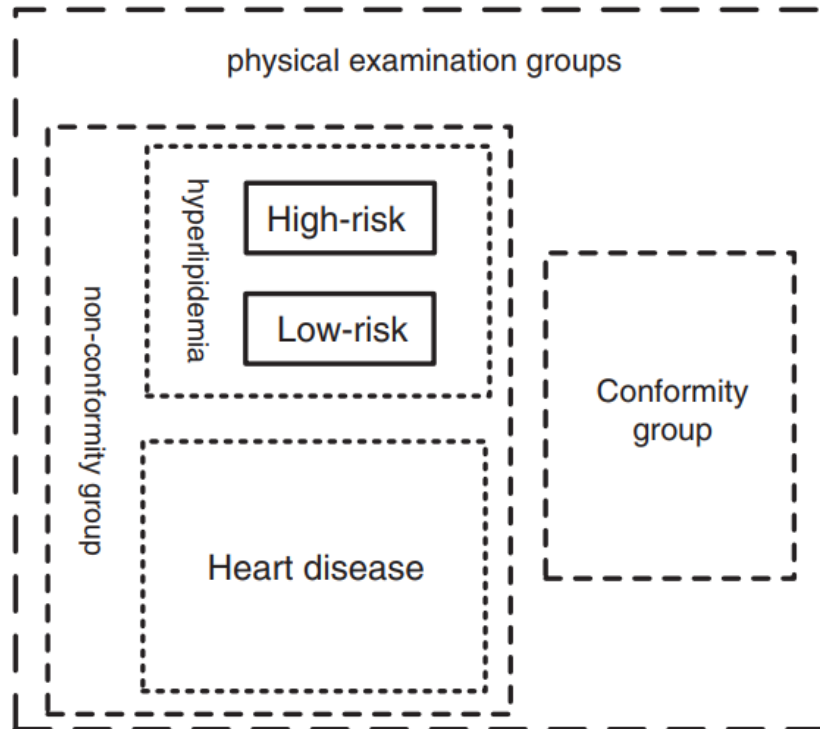 physical examination groups
non-conformity group
hyperlipidemia
High-risk
Low-risk
Heart disease
Conformity
group